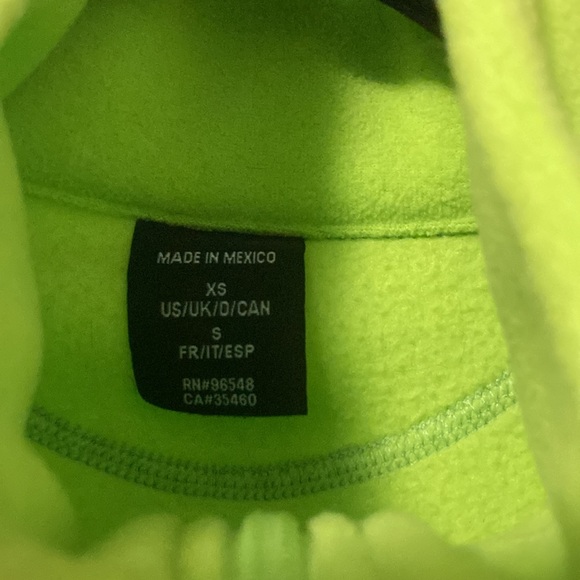 MADE IN MEXICO
XS
US/UK/D/CAN
S
FR/IT/ESP
RN#96548
CA#35460